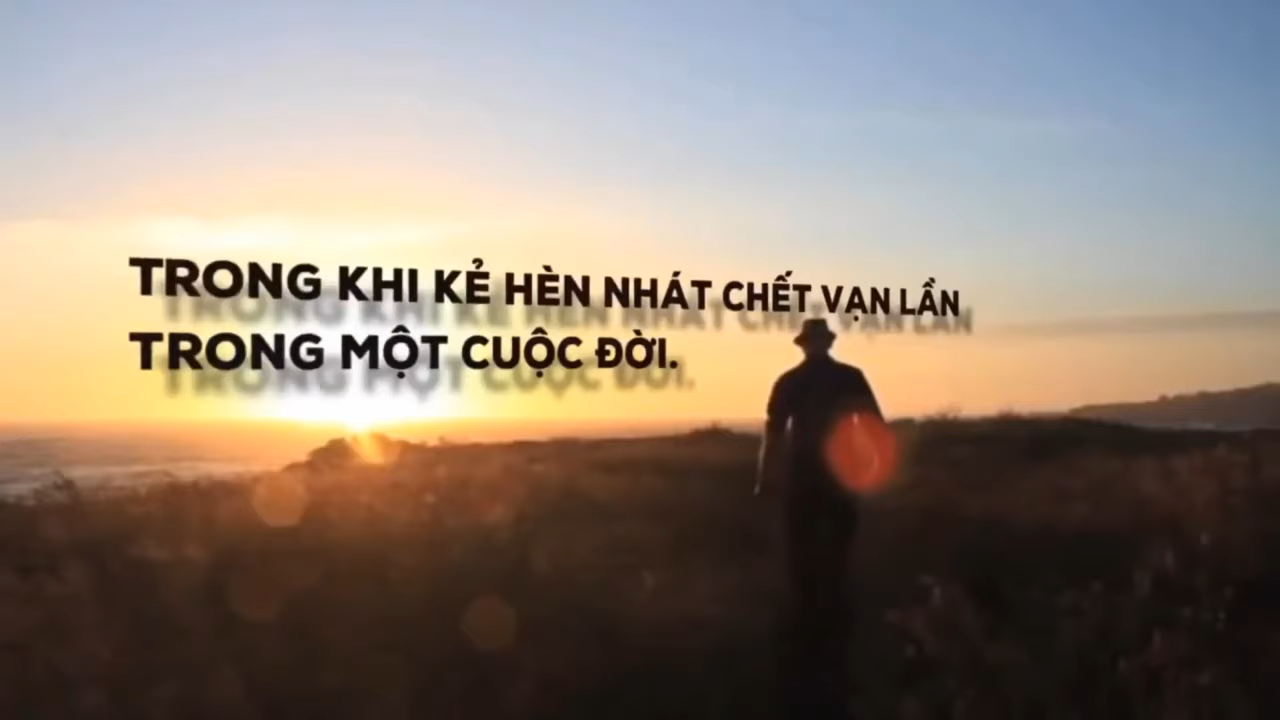 TRONG KHI KẺ HÈN NHÁT CHẾT VẠN LẦN
TRONG MỘT CUỘC ĐỜI.